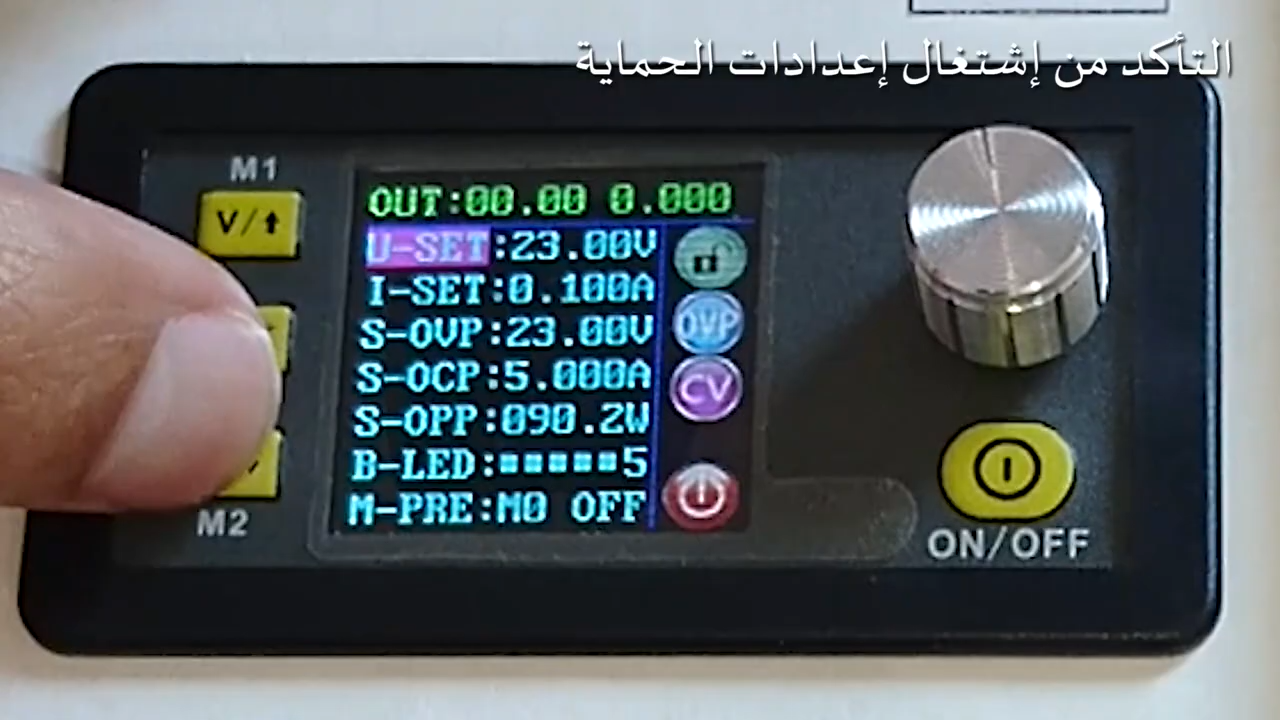 التأكد من إشتغال إعدادات الحماية
M1
V/↑
OUT:00.00 0.000
U-SET:23.00V
I-SET:0.100A
S-OVP:23.00V
S-OCP:5.000A
S-OPP:090.2W
B-LED:▪▪▪▪▪5
M-PRE:M0 OFF
OVP
CV
M2
ON/OFF